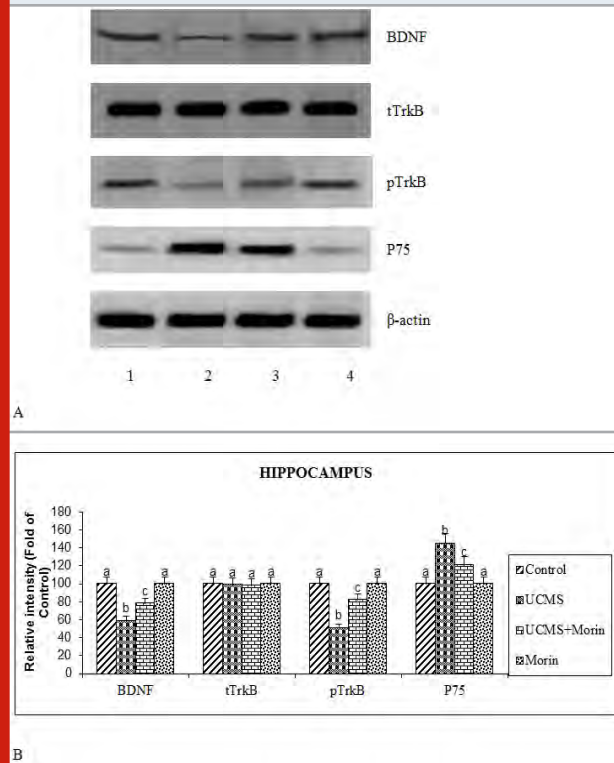 BDNF
tTrkB
pTrkB
P75
β-actin
1 2 3 4
A
HIPPOCAMPUS
Relative intensity (Fold of
Control)
180
160
140
120
100
80
60
40
20
0
a b c a a a a a a b c a a b c a
BDNF tTrkB pTrkB P75
Control
UCMS
UCMS+Morin
Morin
B